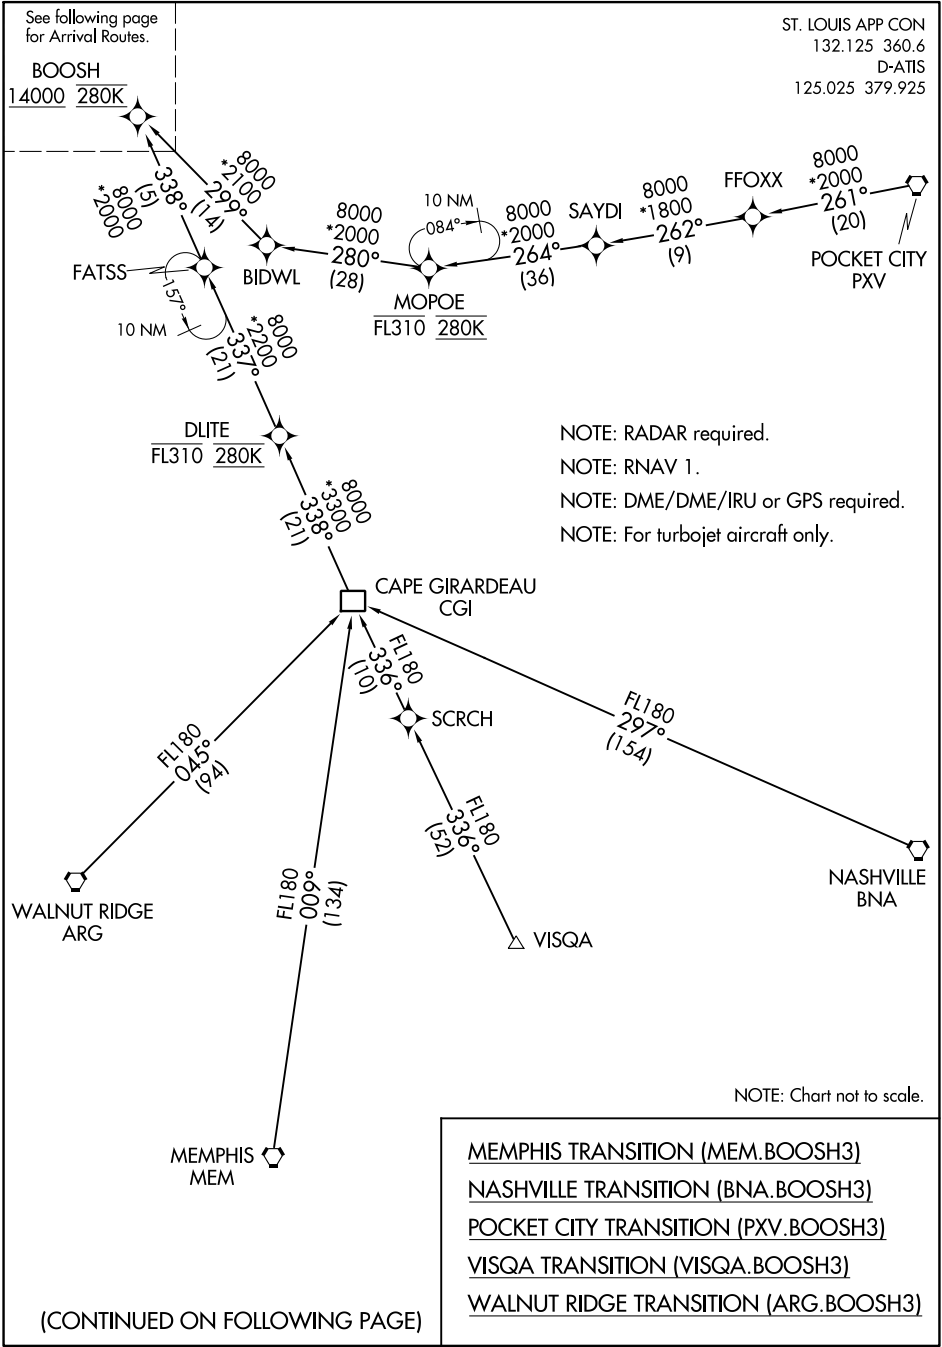 See following page
for Arrival Routes.
ST. LOUIS APP CON
132.125 360.6
D-ATIS
125.025 379.925
BOOSH
14000 280K
8000
*2000
338°
(5)
8000
*2100
299°
(14)
FATSS
157°
10 NM
BIDWL
8000
*2000
280°
(28)
10 NM
084°
MOPOE
FL310 280K
8000
*2000
264°
(36)
SAYDI
8000
*1800
262°
(9)
FFOXX
8000
*2000
261°
(20)
POCKET CITY
PXV
8000
*2200
337°
(21)
DLITE
FL310 280K
8000
*3300
338°
(21)
NOTE: RADAR required.
NOTE: RNAV 1.
NOTE: DME/DME/IRU or GPS required.
NOTE: For turbojet aircraft only.
CAPE GIRARDEAU
CGI
FL180
336°
(10)
SCRCH
FL180
297°
(154)
FL180
045°
(94)
FL180
336°
(52)
FL180
009°
(134)
WALNUT RIDGE
ARG
VISQA
NASHVILLE
BNA
MEMPHIS
MEM
NOTE: Chart not to scale.
MEMPHIS TRANSITION (MEM.BOOSH3)
NASHVILLE TRANSITION (BNA.BOOSH3)
POCKET CITY TRANSITION (PXV.BOOSH3)
VISQA TRANSITION (VISQA.BOOSH3)
WALNUT RIDGE TRANSITION (ARG.BOOSH3)
(CONTINUED ON FOLLOWING PAGE)